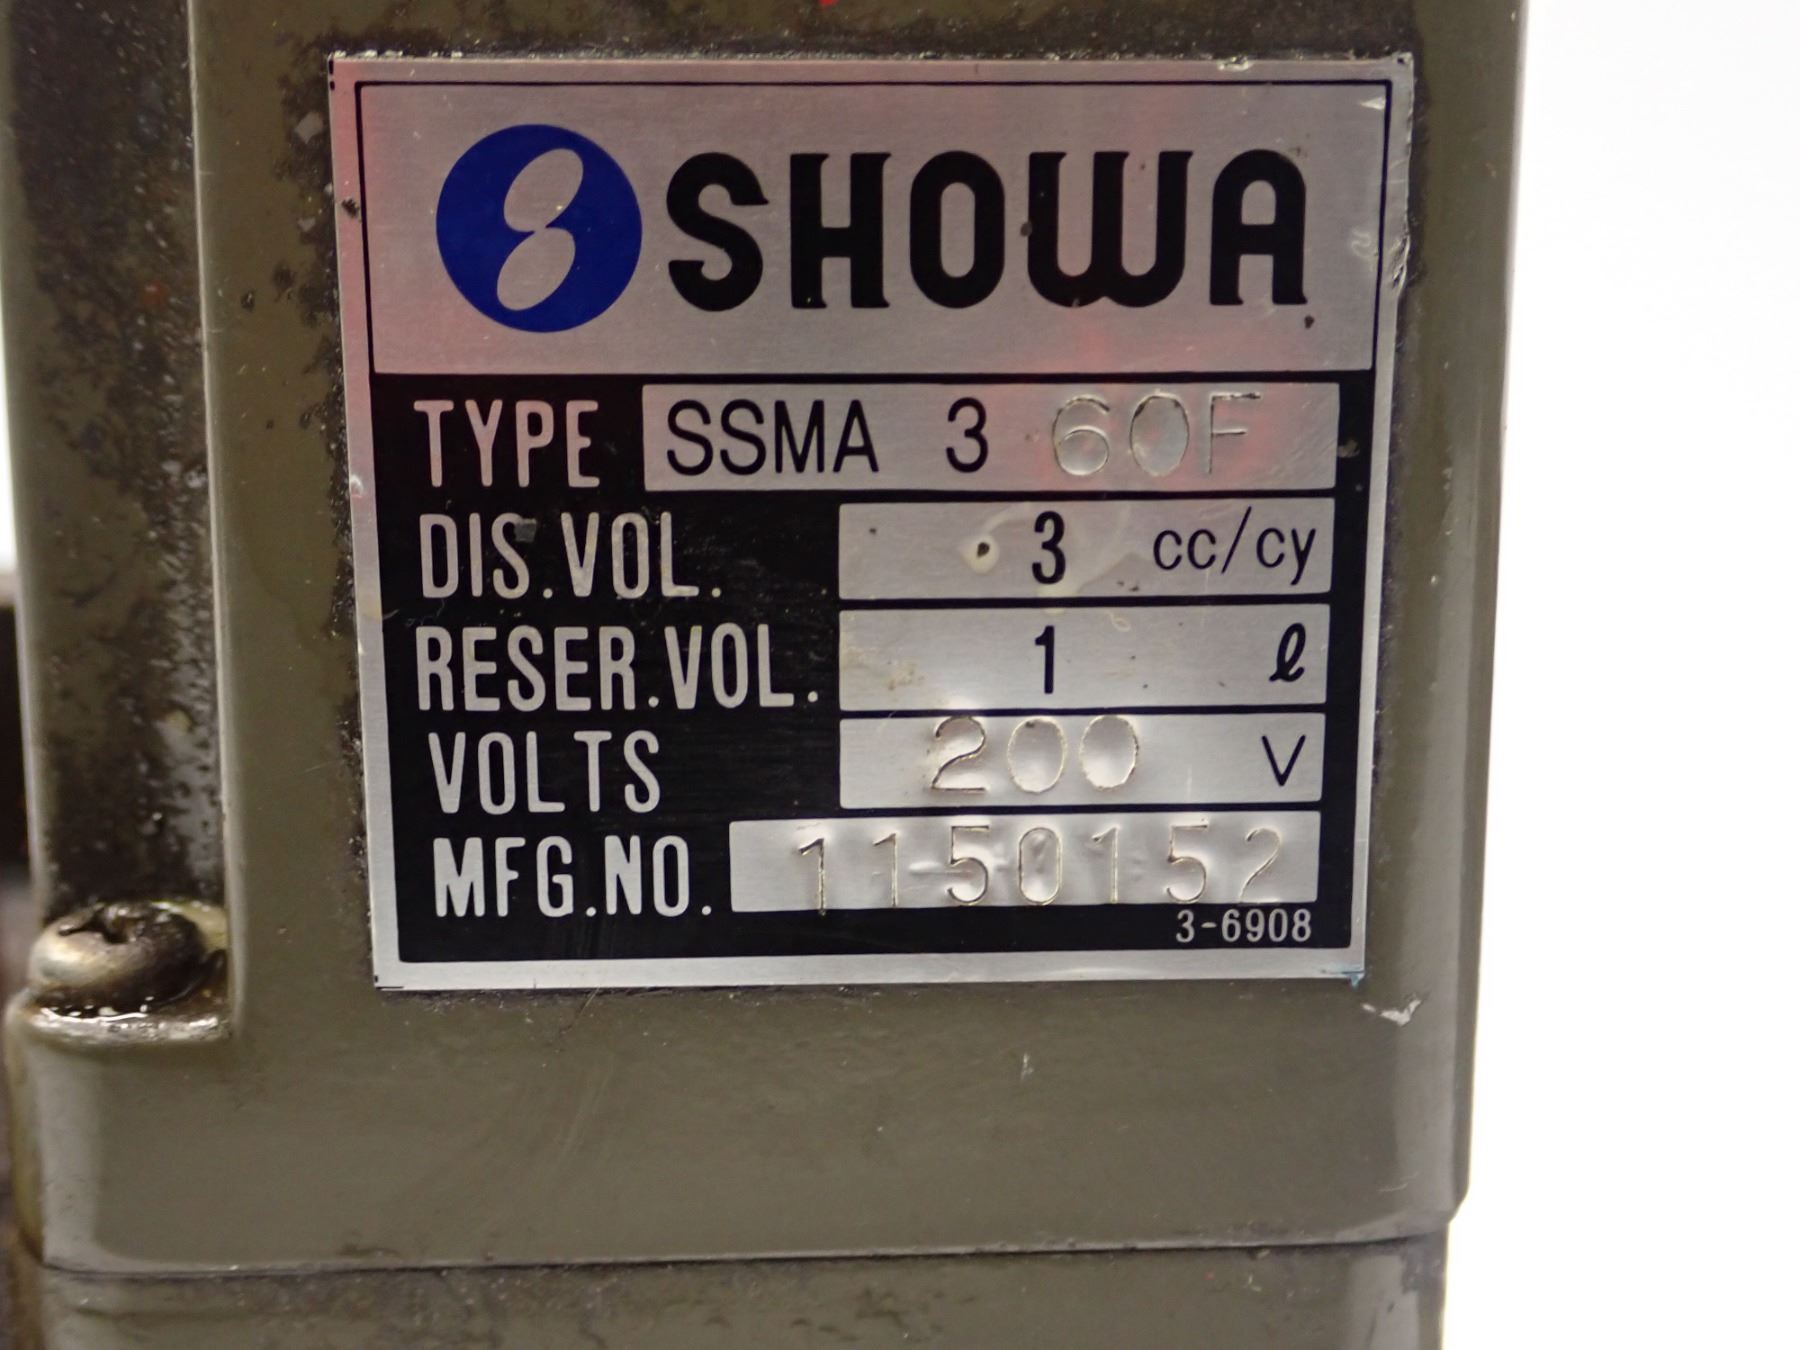 SHOWA
TYPE SSMA 3 60F
DIS.VOL. 3 cc/cy
RESER.VOL. 1 ℓ
VOLTS 200 V
MFG.NO. 1150152
3-6908